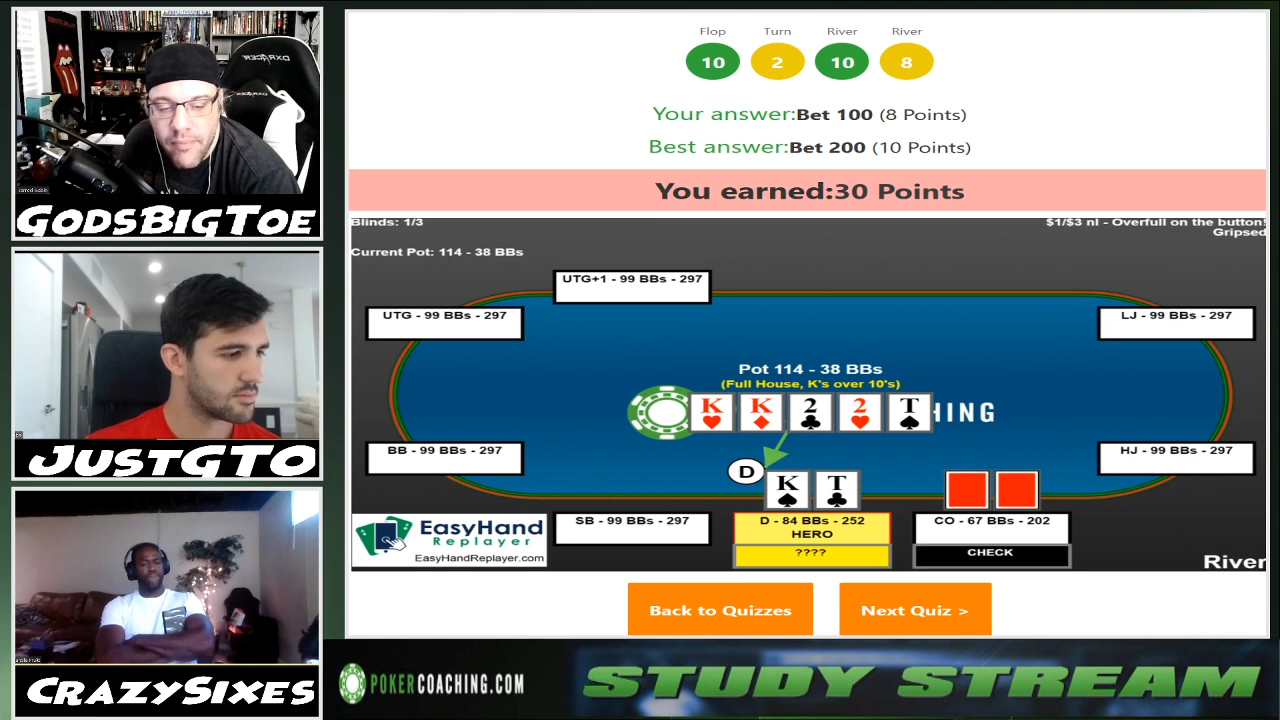 GODSBIGTOE
JUSTGTO
CRAZYSIXES
Flop Turn River River
10 2 10 8
Your answer:Bet 100 (8 Points)
Best answer:Bet 200 (10 Points)
You earned:30 Points
Blinds: 1/3
$1/$3 nl - Overfull on the button!
Gripsed
Current Pot: 114 - 38 BBs
UTG+1 - 99 BBs - 297
UTG - 99 BBs - 297
LJ - 99 BBs - 297
Pot 114 - 38 BBs
(Full House, K's over 10's)
K K 2 2 T
HING
BB - 99 BBs - 297
D
HJ - 99 BBs - 297
K T
EasyHand
Replayer
EasyHandReplayer.com
SB - 99 BBs - 297
D - 84 BBs - 252
HERO
????
CO - 67 BBs - 202
CHECK
River
Back to Quizzes
Next Quiz >
POKERCOACHING.COM
STUDY STREAM